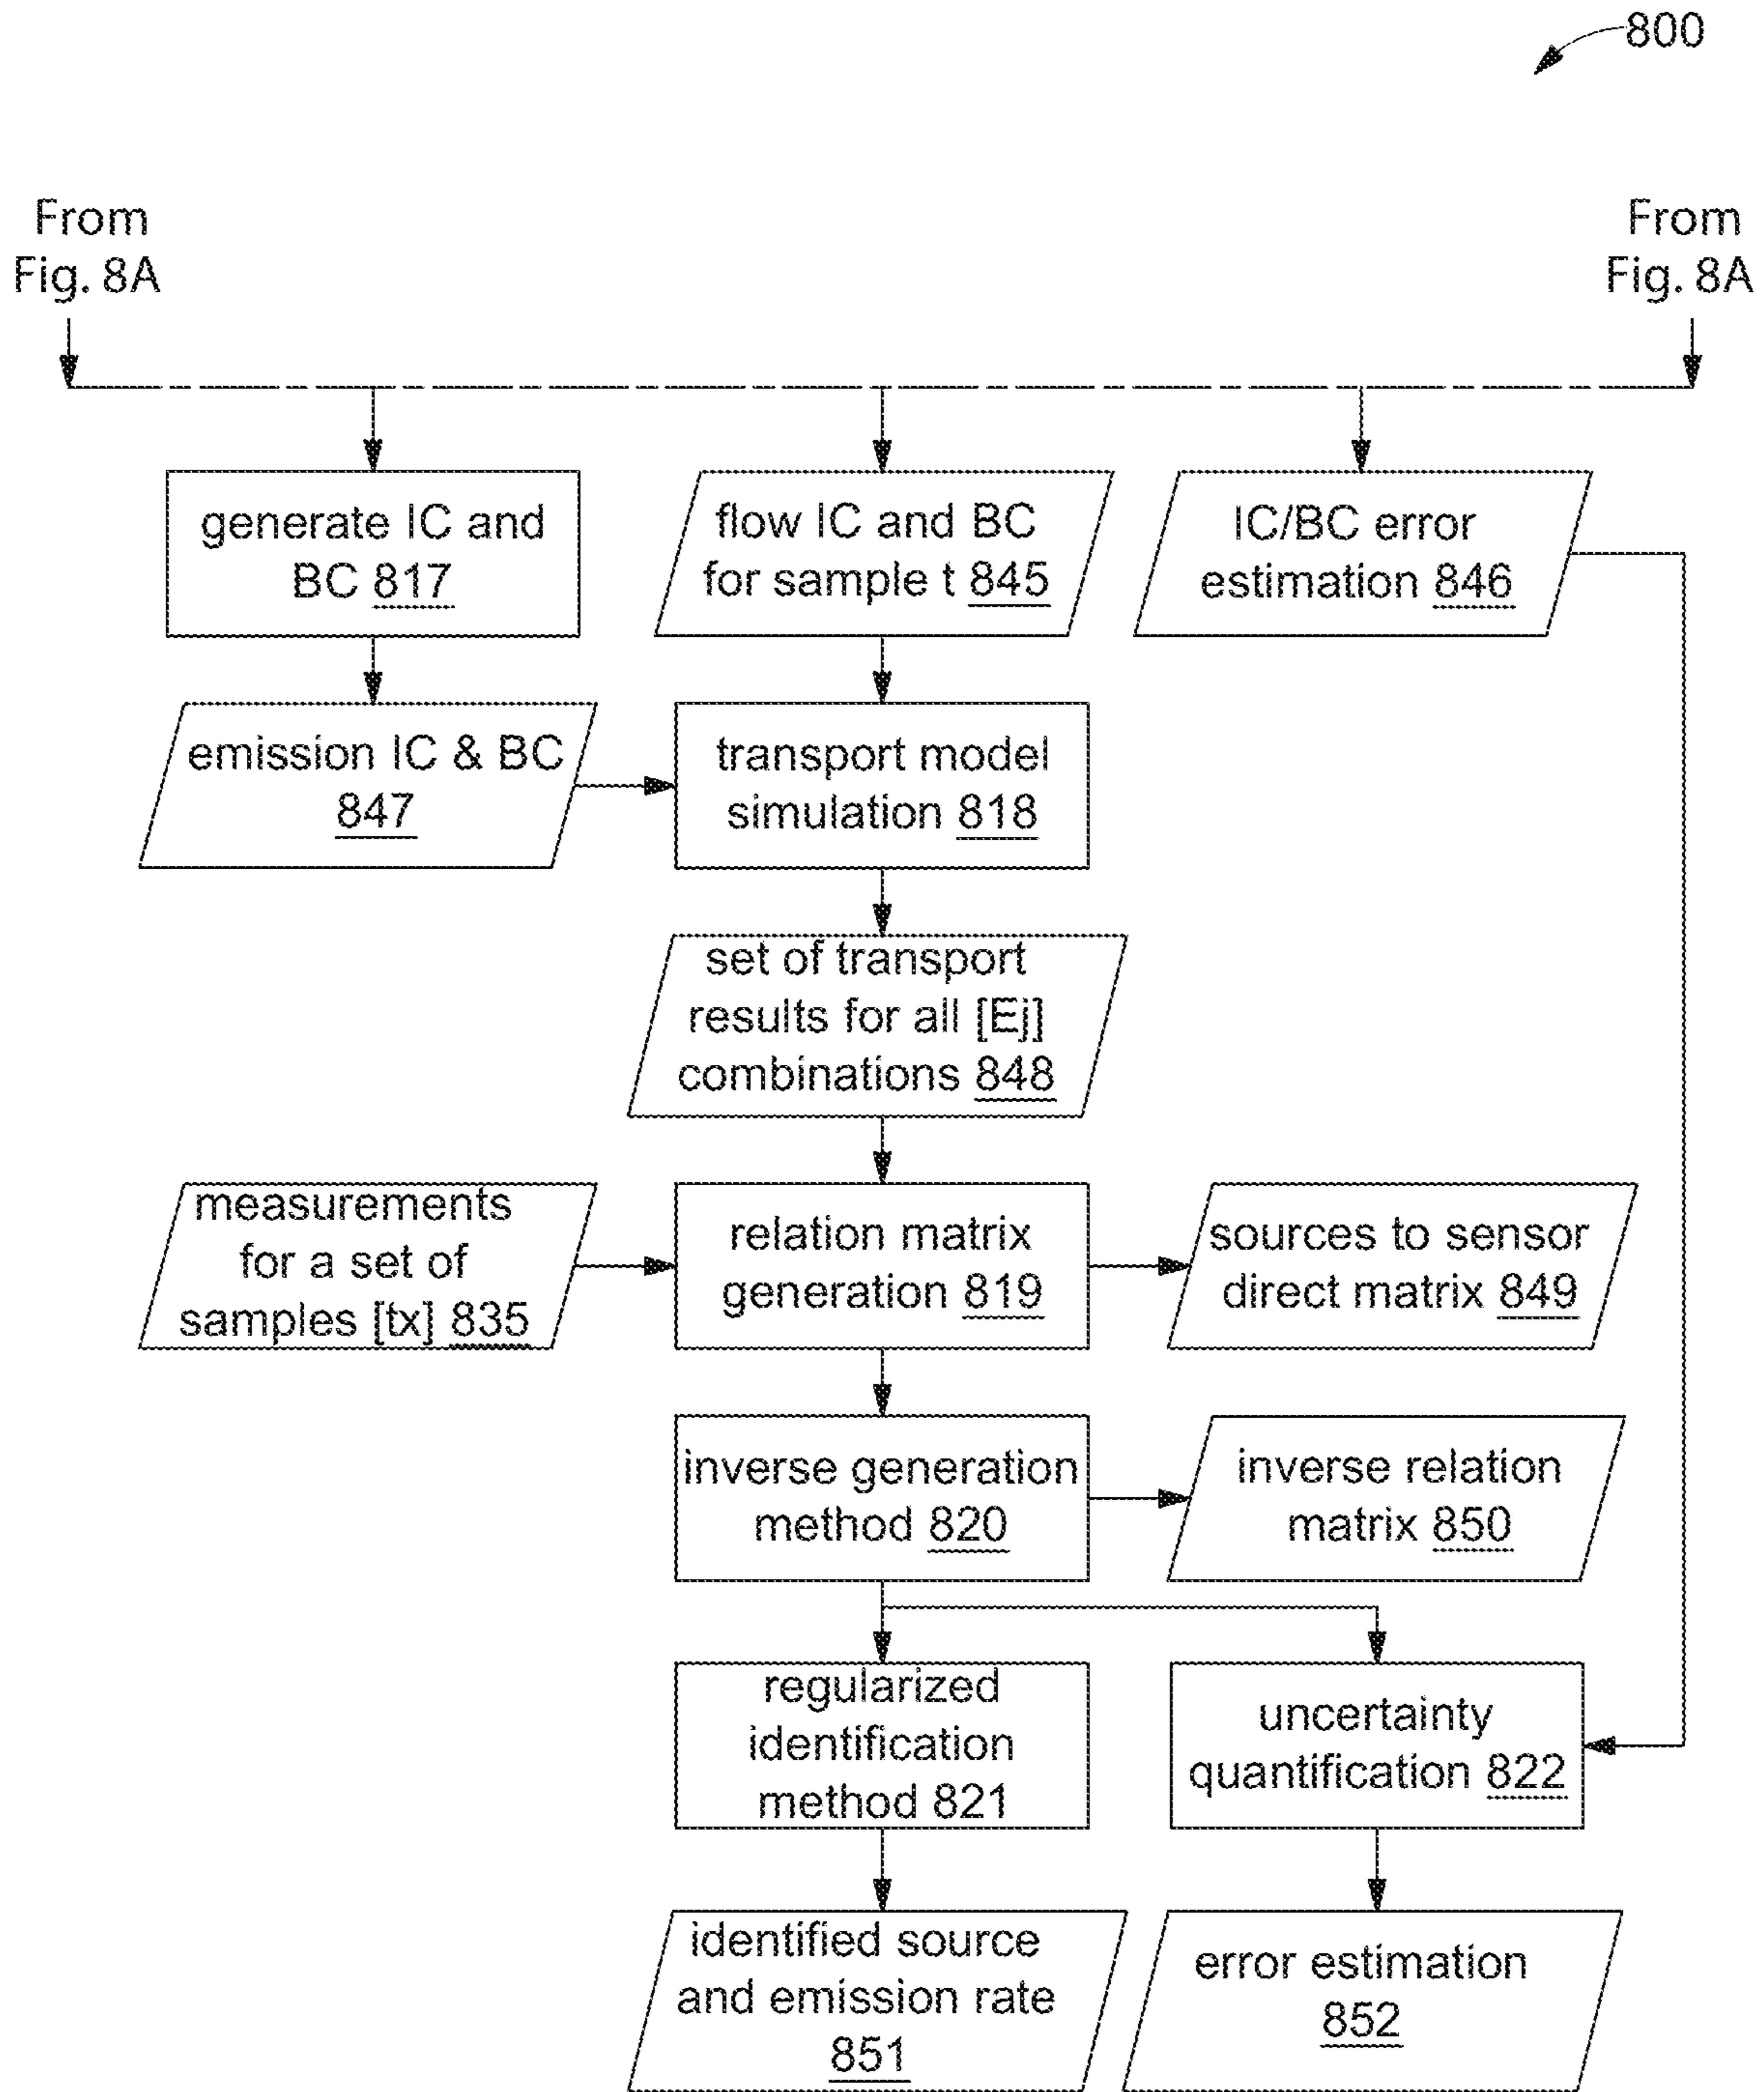 800
From
Fig. 8A
From
Fig. 8A
generate IC and
BC 817
flow IC and BC
for sample t 845
IC/BC error
estimation 846
emission IC & BC
847
transport model
simulation 818
set of transport
results for all [Ej]
combinations 848
measurements
for a set of
samples [tx] 835
relation matrix
generation 819
sources to sensor
direct matrix 849
inverse generation
method 820
inverse relation
matrix 850
regularized
identification
method 821
uncertainty
quantification 822
identified source
and emission rate
851
error estimation
852